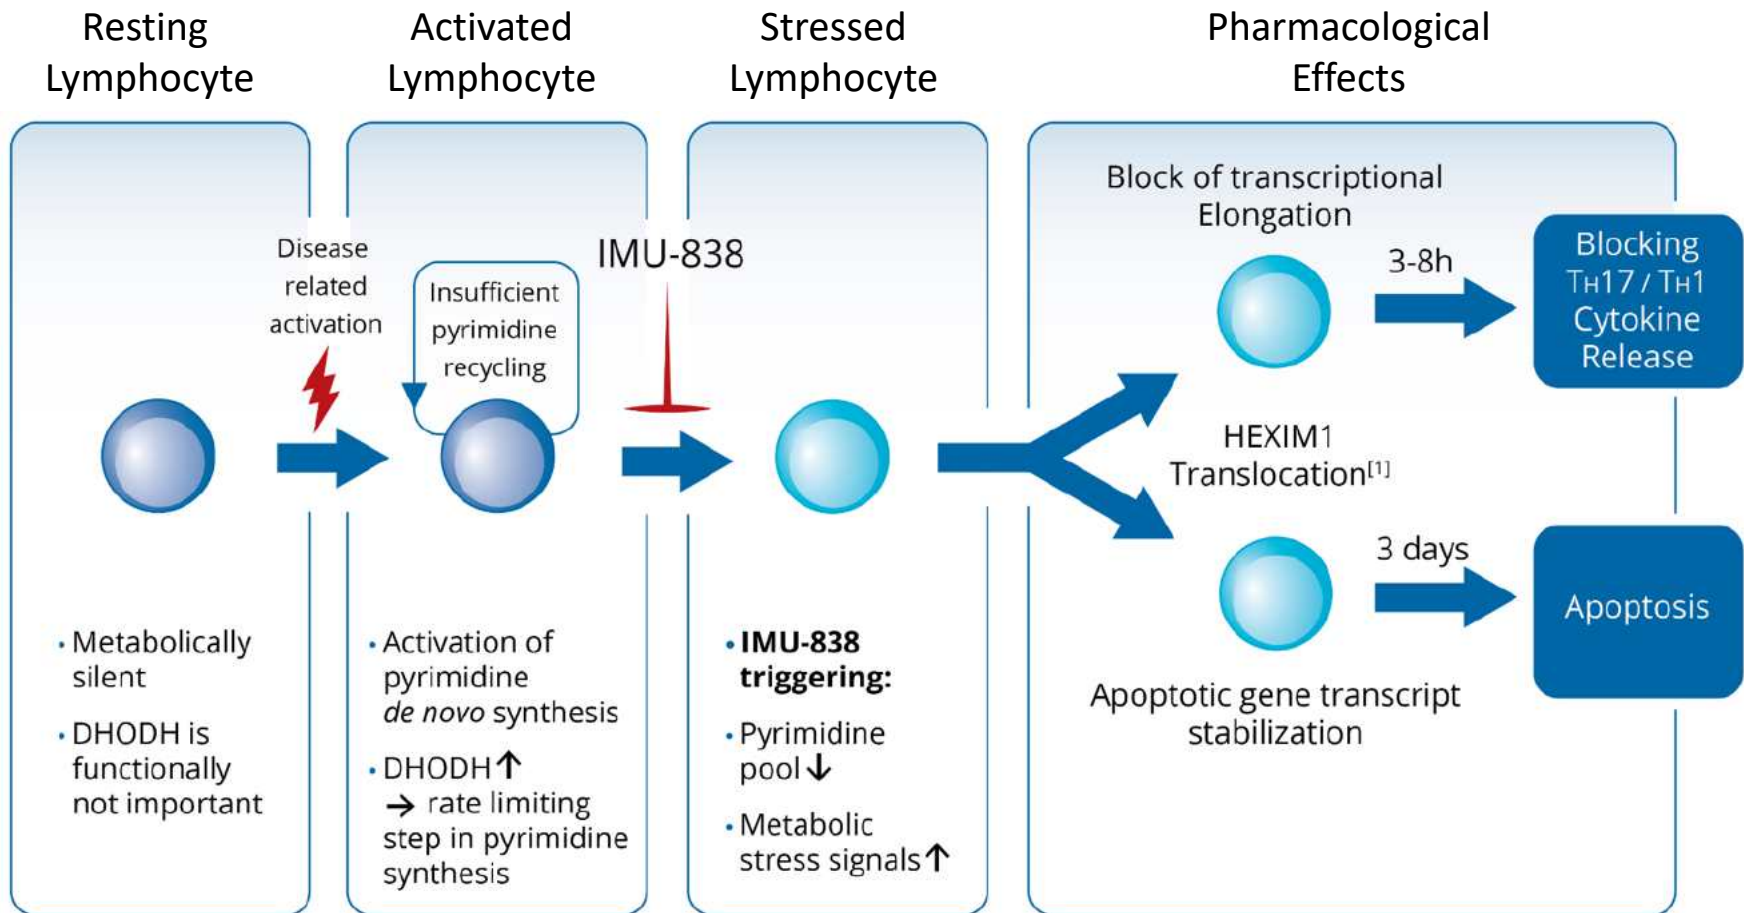 Resting
Lymphocyte
Activated
Lymphocyte
Stressed
Lymphocyte
Pharmacological
Effects
Disease
related
activation
• Metabolically
silent
• DHODH is
functionally
not important
Insufficient
pyrimidine
recycling
• Activation of
pyrimidine
de novo synthesis
• DHODH ↑
→ rate limiting
step in pyrimidine
synthesis
IMU-838
• IMU-838
triggering:
• Pyrimidine
pool ↓
• Metabolic
stress signals ↑
Block of transcriptional
Elongation
3-8h
Blocking
TH17 / TH1
Cytokine
Release
HEXIM1
Translocation[1]
3 days
Apoptosis
Apoptotic gene transcript
stabilization